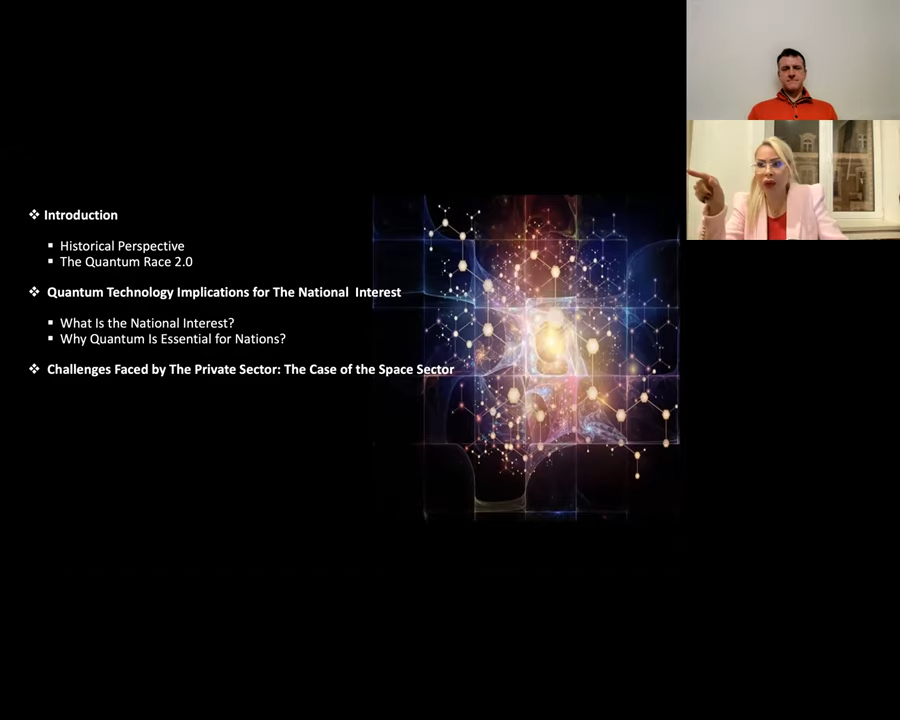 ❖ Introduction
▪ Historical Perspective
▪ The Quantum Race 2.0
❖ Quantum Technology Implications for The National Interest
▪ What Is the National Interest?
▪ Why Quantum Is Essential for Nations?
❖ Challenges Faced by The Private Sector: The Case of the Space Sector